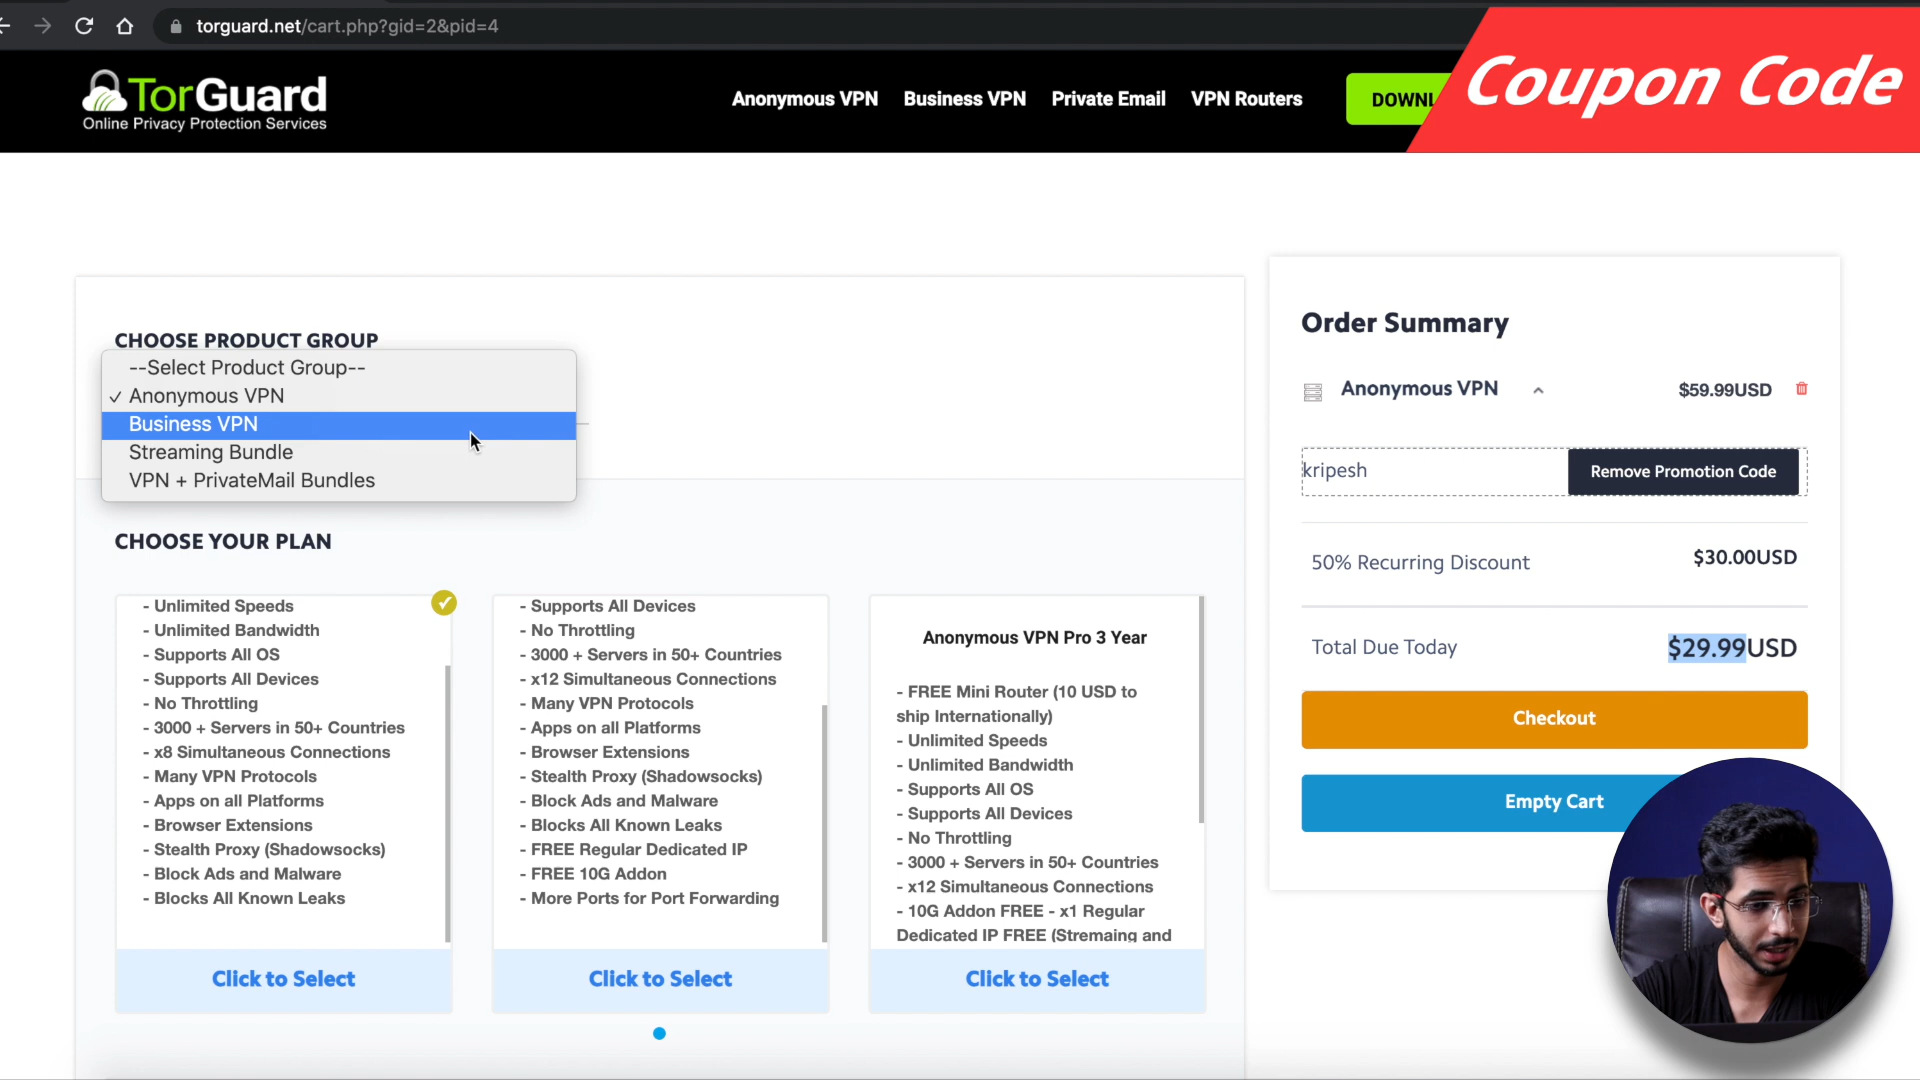 torguard.net/cart.php?gid=2&pid=4
Coupon Code
TorGuard
Online Privacy Protection Services
Anonymous VPN
Business VPN
Private Email
VPN Routers
DOWNL
CHOOSE PRODUCT GROUP
--Select Product Group--
✓ Anonymous VPN
Business VPN
Streaming Bundle
VPN + PrivateMail Bundles
CHOOSE YOUR PLAN
- Unlimited Speeds
- Unlimited Bandwidth
- Supports All OS
- Supports All Devices
- No Throttling
- 3000 + Servers in 50+ Countries
- x8 Simultaneous Connections
- Many VPN Protocols
- Apps on all Platforms
- Browser Extensions
- Stealth Proxy (Shadowsocks)
- Block Ads and Malware
- Blocks All Known Leaks
Click to Select
- Supports All Devices
- No Throttling
- 3000 + Servers in 50+ Countries
- x12 Simultaneous Connections
- Many VPN Protocols
- Apps on all Platforms
- Browser Extensions
- Stealth Proxy (Shadowsocks)
- Block Ads and Malware
- Blocks All Known Leaks
- FREE Regular Dedicated IP
- FREE 10G Addon
- More Ports for Port Forwarding
Click to Select
Anonymous VPN Pro 3 Year
- FREE Mini Router (10 USD to
ship Internationally)
- Unlimited Speeds
- Unlimited Bandwidth
- Supports All OS
- Supports All Devices
- No Throttling
- 3000 + Servers in 50+ Countries
- x12 Simultaneous Connections
- 10G Addon FREE - x1 Regular
Dedicated IP FREE (Stremaing and
Click to Select
Order Summary
Anonymous VPN $59.99USD
kripesh Remove Promotion Code
50% Recurring Discount $30.00USD
Total Due Today $29.99USD
Checkout
Empty Cart